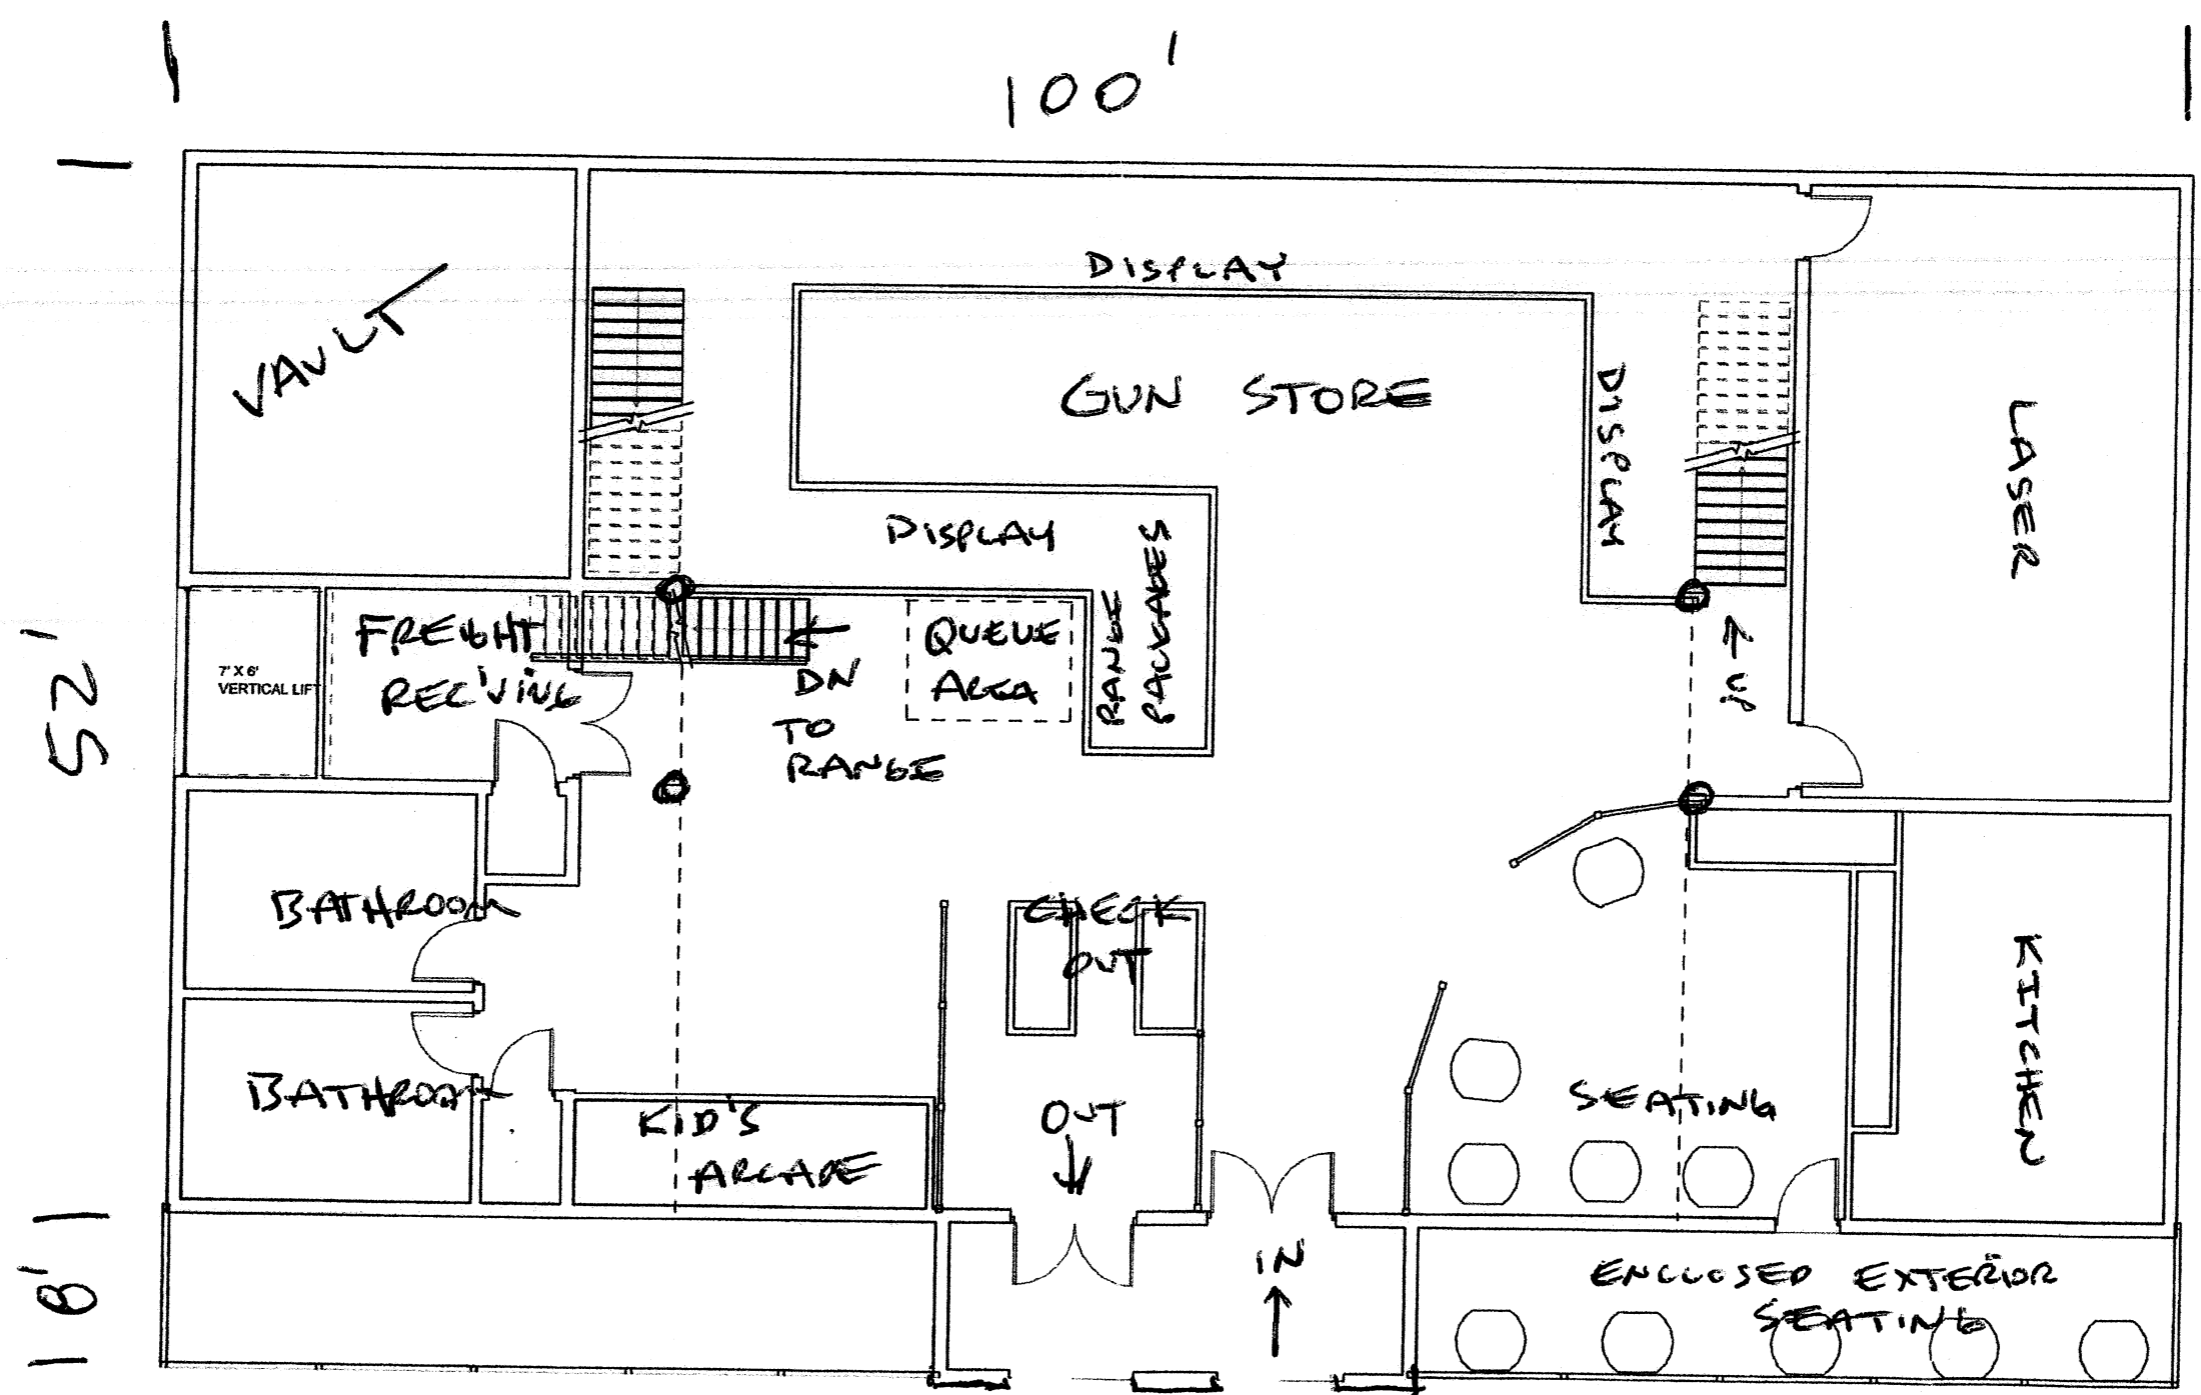 100'
52'
8'
VAULT
DISPLAY
GUN STORE
DISPLAY
LASER
DISPLAY
RANGE
PACKAGES
QUEUE
AREA
7' X 6'
VERTICAL LIFT
FREIGHT
REC'VING
DN
TO
RANGE
UP
BATHROOM
BATHROOM
CHECK
OUT
KID'S
ARCADE
OUT
IN
SEATING
KITCHEN
ENCLOSED EXTERIOR
SEATING